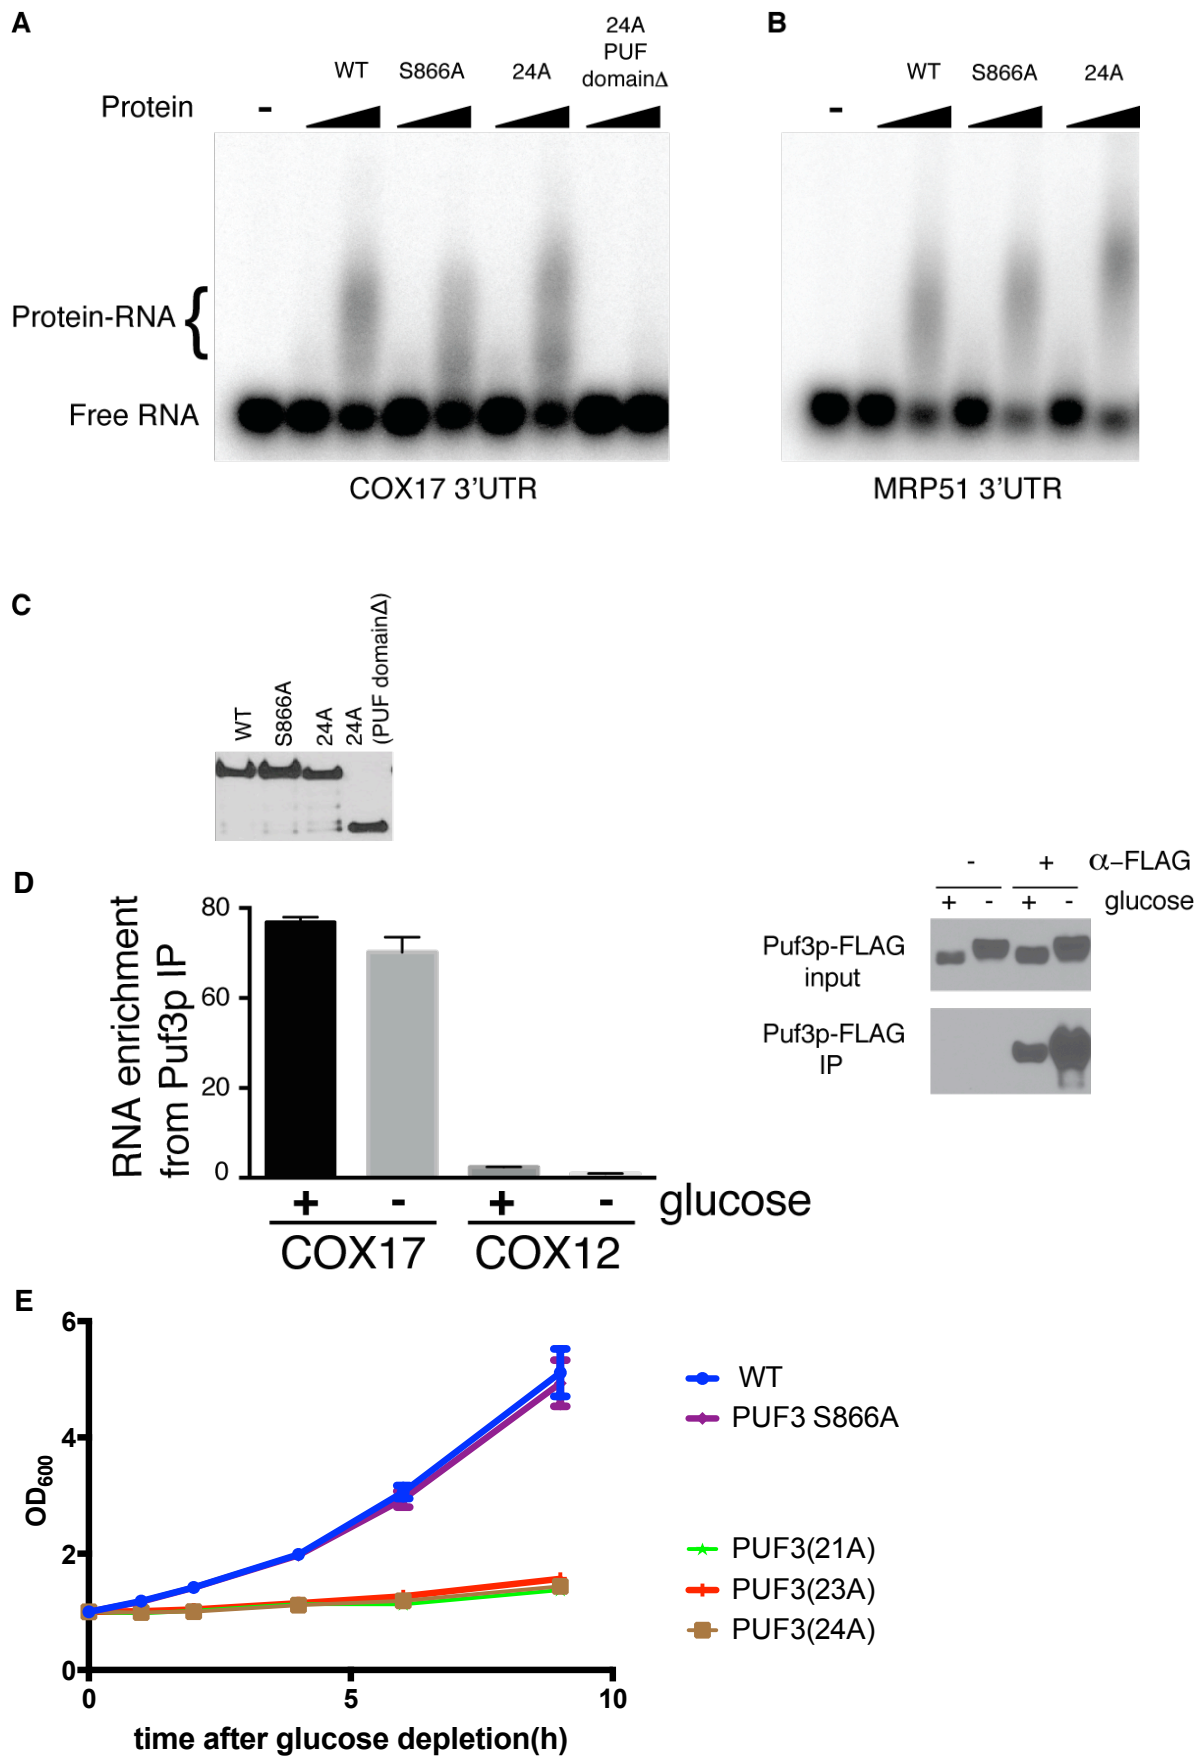 A
B
24A
PUF
domainΔ
WT
S866A
24A
WT
S866A
24A
Protein
-
-
Protein-RNA {
Free RNA
COX17 3’UTR
MRP51 3’UTR
C
WT
S866A
24A
24A
(PUF domainΔ)
D
RNA enrichment
from Puf3p IP
80
60
20
0
+ - + - glucose
COX17 COX12
- + α–FLAG
+ - + - glucose
Puf3p-FLAG
input
Puf3p-FLAG
IP
E
OD600
6
4
2
0
0 5 10
time after glucose depletion(h)
WT
PUF3 S866A
PUF3(21A)
PUF3(23A)
PUF3(24A)